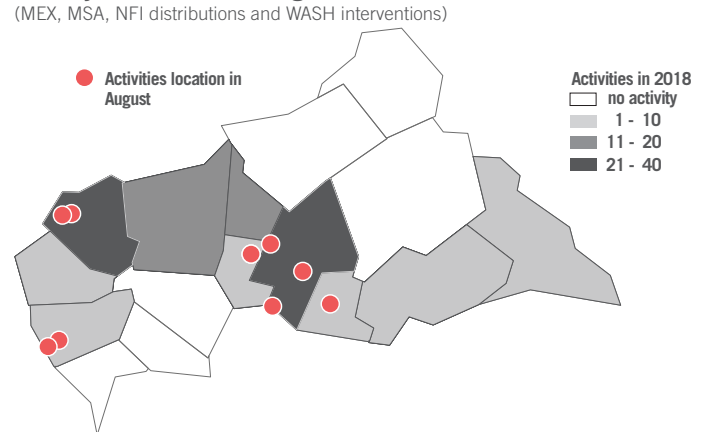 (MEX, MSA, NFI distributions and WASH interventions)
Activities location in
August
Activities in 2018
no activity
1 - 10
11 - 20
21 - 40